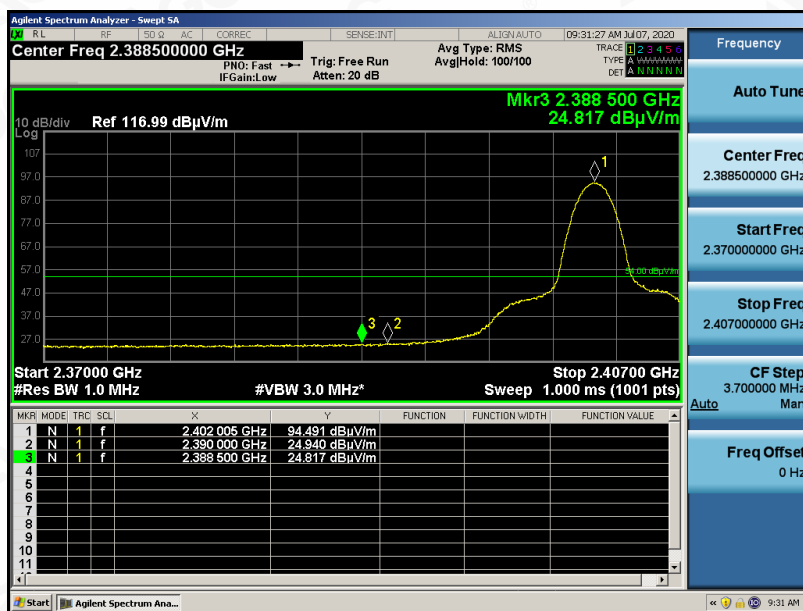 Agilent Spectrum Analyzer - Swept SA
LXI RL RF 50 Ω AC CORREC SENSE:INT ALIGN AUTO 09:31:27 AM Jul 07, 2020
Center Freq 2.388500000 GHz
PNO: Fast
IFGain:Low
Trig: Free Run
Atten: 20 dB
Avg Type: RMS
Avg|Hold: 100/100
TRACE 1 2 3 4 5 6
TYPE A WWWWW
DET A N N N N N
Mkr3 2.388 500 GHz
24.817 dBµV/m
10 dB/div
Log
Ref 116.99 dBµV/m
107
97.0
87.0
77.0
67.0
57.0
47.0
37.0
27.0
1
54.00 dBµV/m
3
2
Start 2.37000 GHz
Stop 2.40700 GHz
#Res BW 1.0 MHz
#VBW 3.0 MHz*
Sweep 1.000 ms (1001 pts)
MKR MODE TRC SCL X Y FUNCTION FUNCTION WIDTH FUNCTION VALUE
1 N 1 f 2.402 005 GHz 94.491 dBµV/m
2 N 1 f 2.390 000 GHz 24.940 dBµV/m
3 N 1 f 2.388 500 GHz 24.817 dBµV/m
4
5
6
7
8
9
10
11
Frequency
Auto Tune
Center Freq
2.388500000 GHz
Start Freq
2.370000000 GHz
Stop Freq
2.407000000 GHz
CF Step
3.700000 MHz
Auto Man
Freq Offset
0 Hz
Start
Agilent Spectrum Ana...
9:31 AM